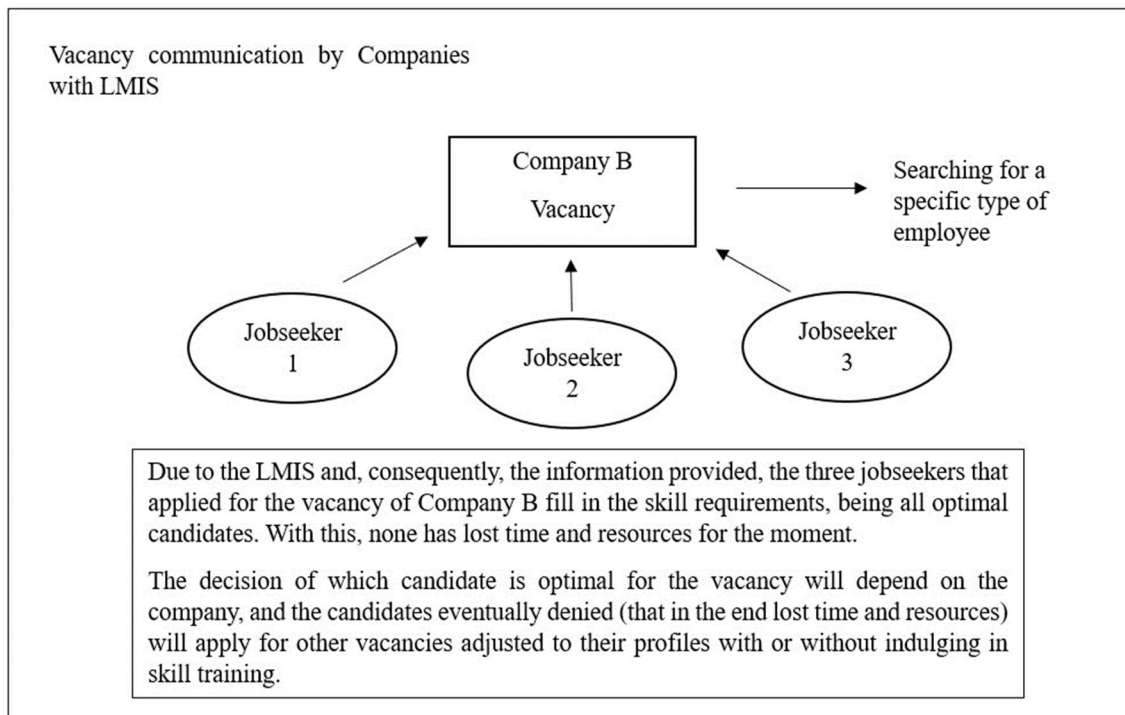 Vacancy communication by Companies
with LMIS
Company B
Vacancy
Searching for a
specific type of
employee
Jobseeker
1
Jobseeker
2
Jobseeker
3
Due to the LMIS and, consequently, the information provided, the three jobseekers that
applied for the vacancy of Company B fill in the skill requirements, being all optimal
candidates. With this, none has lost time and resources for the moment.
The decision of which candidate is optimal for the vacancy will depend on the
company, and the candidates eventually denied (that in the end lost time and resources)
will apply for other vacancies adjusted to their profiles with or without indulging in
skill training.